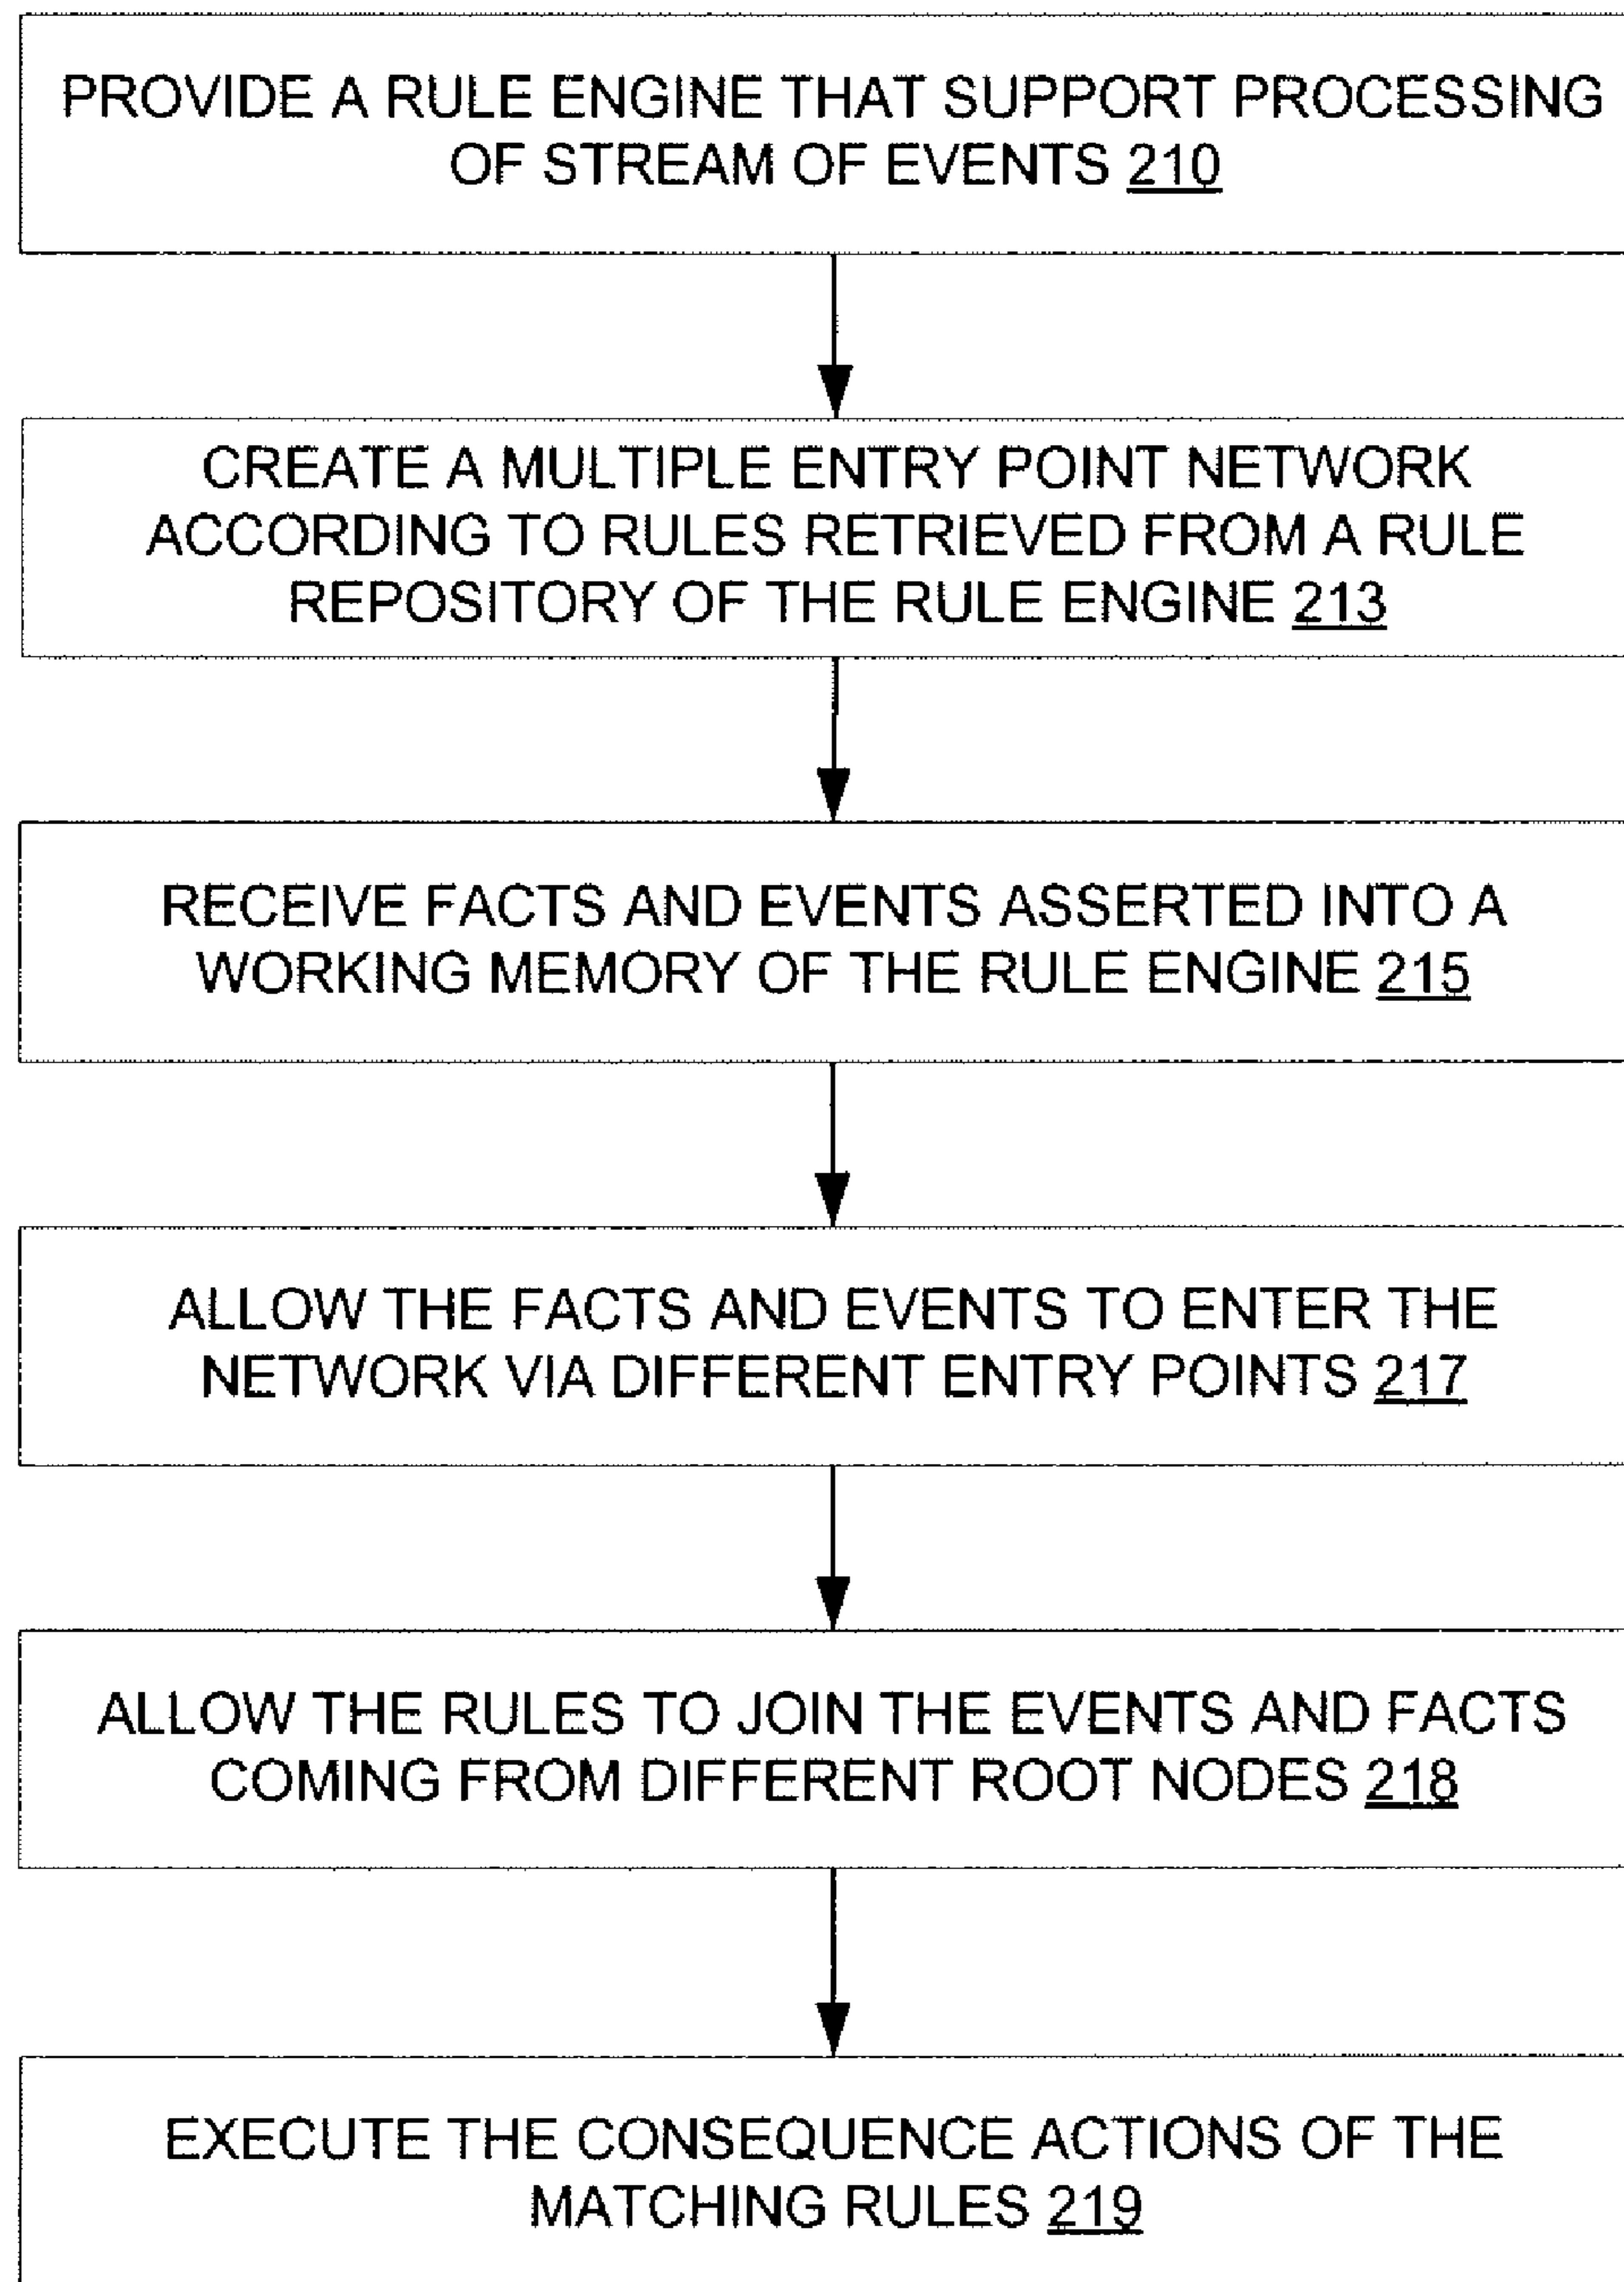 PROVIDE A RULE ENGINE THAT SUPPORT PROCESSING
OF STREAM OF EVENTS 210
CREATE A MULTIPLE ENTRY POINT NETWORK
ACCORDING TO RULES RETRIEVED FROM A RULE
REPOSITORY OF THE RULE ENGINE 213
RECEIVE FACTS AND EVENTS ASSERTED INTO A
WORKING MEMORY OF THE RULE ENGINE 215
ALLOW THE FACTS AND EVENTS TO ENTER THE
NETWORK VIA DIFFERENT ENTRY POINTS 217
ALLOW THE RULES TO JOIN THE EVENTS AND FACTS
COMING FROM DIFFERENT ROOT NODES 218
EXECUTE THE CONSEQUENCE ACTIONS OF THE
MATCHING RULES 219